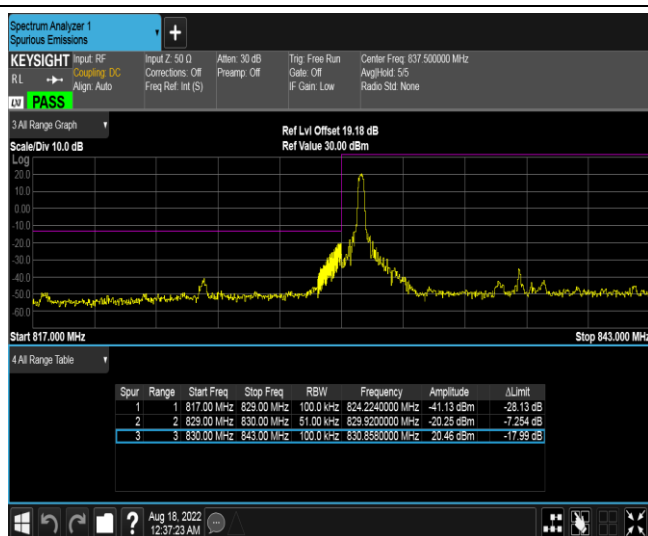 Spectrum Analyzer 1
Spurious Emissions
KEYSIGHT Input: RF Input Z: 50 Ω Atten: 30 dB Trig: Free Run Center Freq: 837.500000 MHz
RL Coupling: DC Corrections: Off Preamp: Off Gate: Off Avg|Hold: 5/5
Align: Auto Freq Ref: Int (S) IF Gain: Low Radio Std: None
LXI PASS
3 All Range Graph
Ref Lvl Offset 19.18 dB
Scale/Div 10.0 dB Ref Value 30.00 dBm
Log
20.0
10.0
0.00
-10.0
-20.0
-30.0
-40.0
-50.0
-60.0
Start 817.000 MHz Stop 843.000 MHz
4 All Range Table
Spur Range Start Freq Stop Freq RBW Frequency Amplitude ΔLimit
1 1 817.00 MHz 829.00 MHz 100.0 kHz 824.2240000 MHz -41.13 dBm -28.13 dB
2 2 829.00 MHz 830.00 MHz 51.00 kHz 829.9200000 MHz -20.25 dBm -7.254 dB
3 3 830.00 MHz 843.00 MHz 100.0 kHz 830.8580000 MHz 20.46 dBm -17.99 dB
? Aug 18, 2022
12:37:23 AM